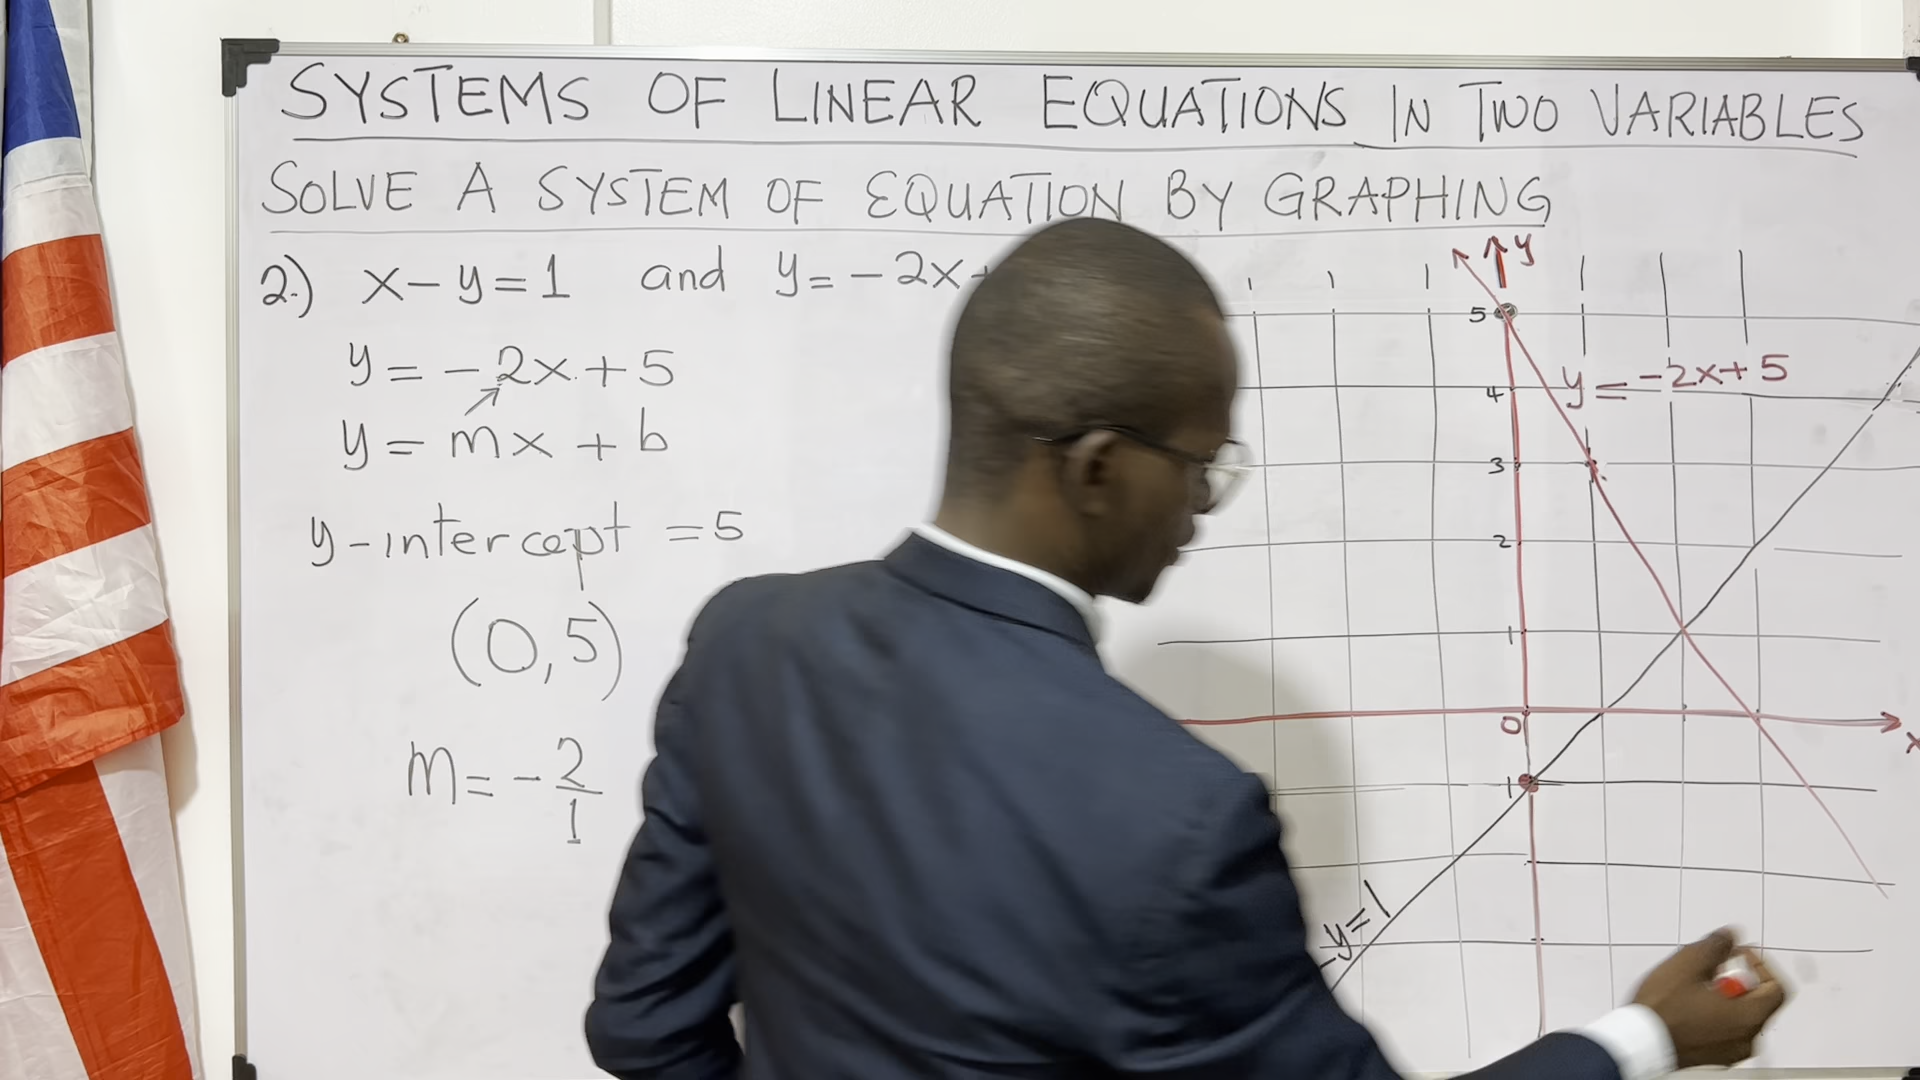 SYSTEMS OF LINEAR EQUATIONS IN TWO VARIABLES
SOLVE A SYSTEM OF EQUATION BY GRAPHING
2.) x-y=1 and y=-2x+
y=-2x+5
y=mx+b
y-intercept =5
(0,5)
m=-2/1
y
5
y=-2x+5
4
3
2
1
0
x
1
-y=1